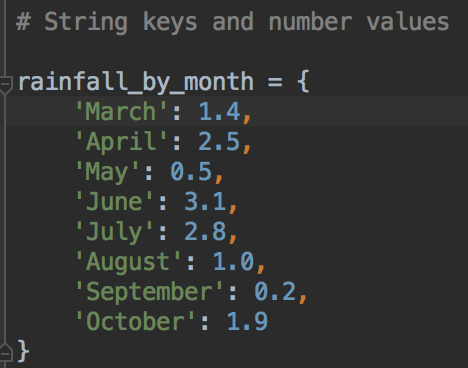 # String keys and number values
rainfall_by_month = {
    'March': 1.4,
    'April': 2.5,
    'May': 0.5,
    'June': 3.1,
    'July': 2.8,
    'August': 1.0,
    'September': 0.2,
    'October': 1.9
}